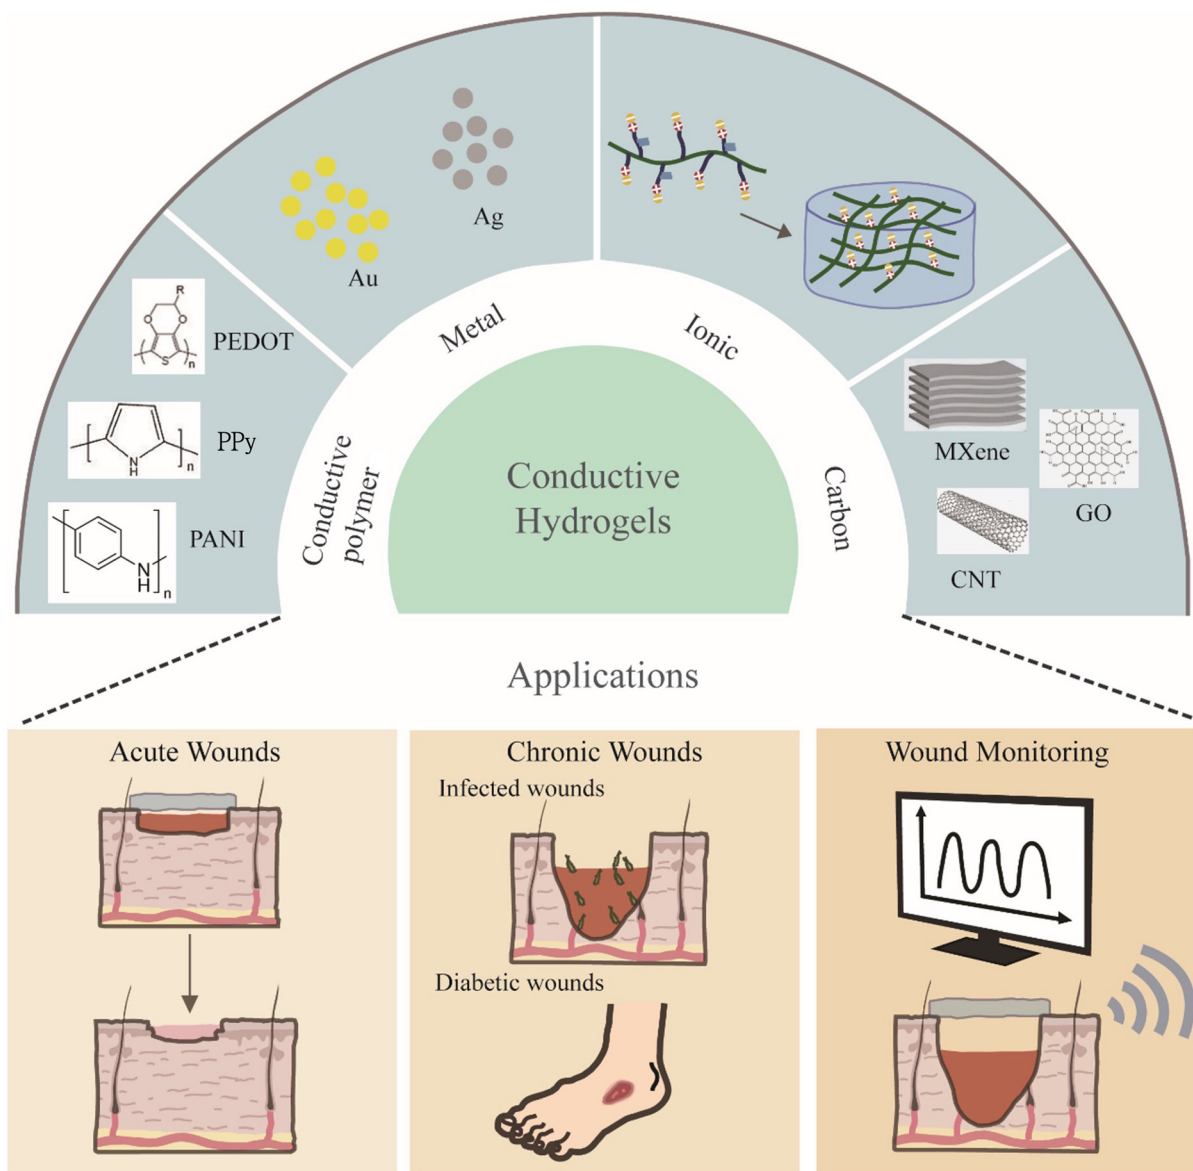 Au
Ag
Metal
Ionic
R
O
O
S
n
PEDOT
N
H
n
PPy
N
H
n
PANI
Conductive
polymer
Conductive
Hydrogels
Carbon
MXene
GO
CNT
Applications
Acute Wounds
Chronic Wounds
Infected wounds
Diabetic wounds
Wound Monitoring